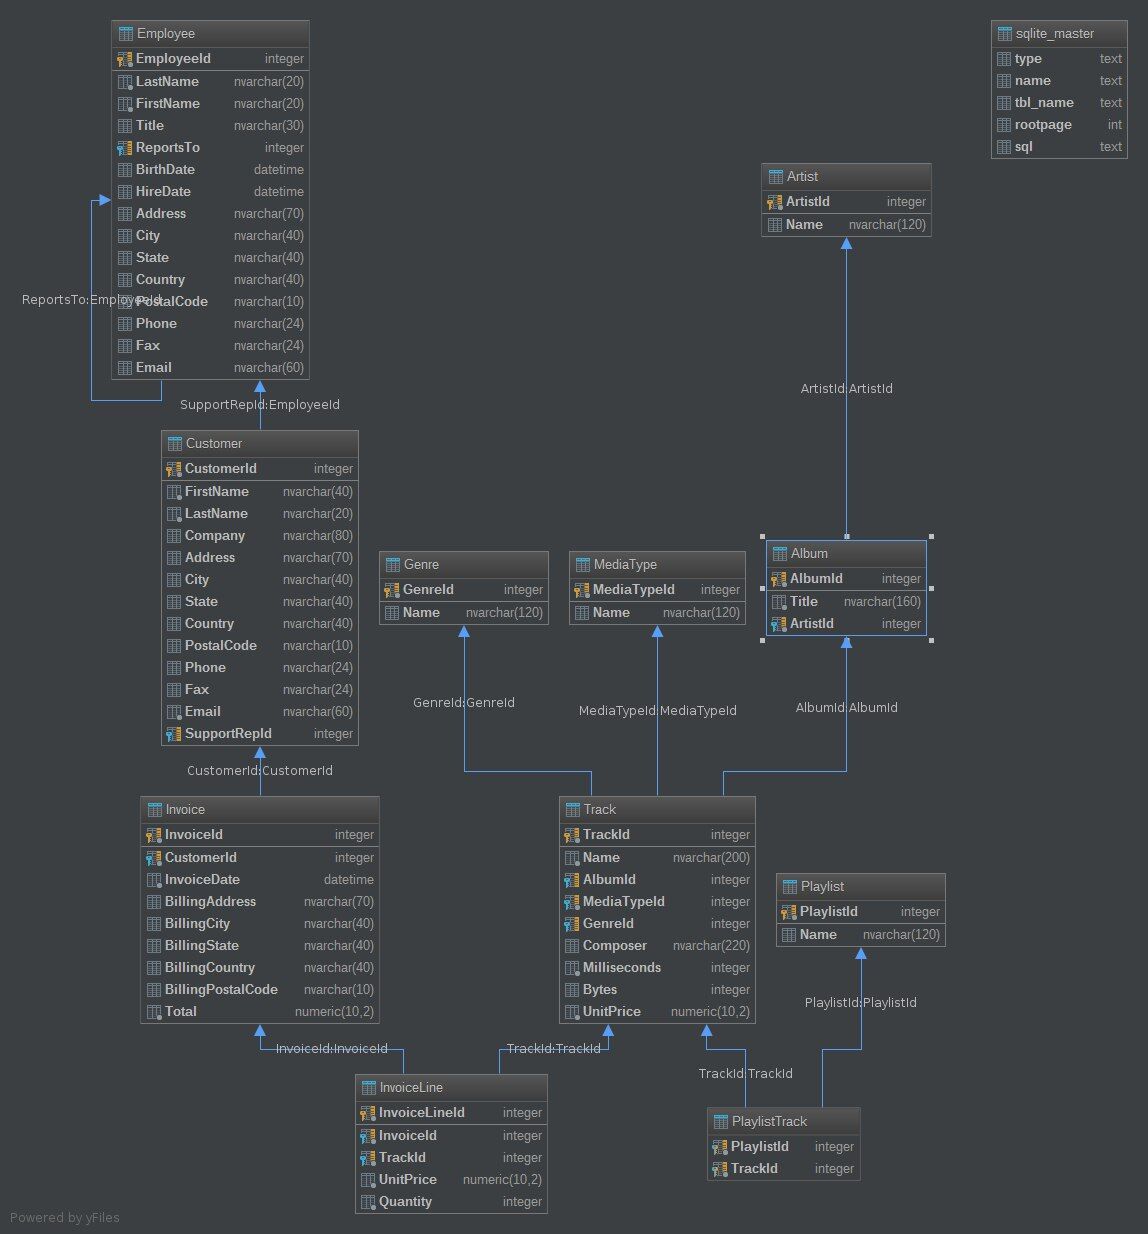 Employee
EmployeeId integer
LastName nvarchar(20)
FirstName nvarchar(20)
Title nvarchar(30)
ReportsTo integer
BirthDate datetime
HireDate datetime
Address nvarchar(70)
City nvarchar(40)
State nvarchar(40)
Country nvarchar(40)
PostalCode nvarchar(10)
Phone nvarchar(24)
Fax nvarchar(24)
Email nvarchar(60)
ReportsTo:EmployeeId
sqlite_master
type text
name text
tbl_name text
rootpage int
sql text
Artist
ArtistId integer
Name nvarchar(120)
ArtistId:ArtistId
SupportRepId:EmployeeId
Customer
CustomerId integer
FirstName nvarchar(40)
LastName nvarchar(20)
Company nvarchar(80)
Address nvarchar(70)
City nvarchar(40)
State nvarchar(40)
Country nvarchar(40)
PostalCode nvarchar(10)
Phone nvarchar(24)
Fax nvarchar(24)
Email nvarchar(60)
SupportRepId integer
Genre
GenreId integer
Name nvarchar(120)
MediaType
MediaTypeId integer
Name nvarchar(120)
Album
AlbumId integer
Title nvarchar(160)
ArtistId integer
GenreId:GenreId
MediaTypeId:MediaTypeId
AlbumId:AlbumId
CustomerId:CustomerId
Invoice
InvoiceId integer
CustomerId integer
InvoiceDate datetime
BillingAddress nvarchar(70)
BillingCity nvarchar(40)
BillingState nvarchar(40)
BillingCountry nvarchar(40)
BillingPostalCode nvarchar(10)
Total numeric(10,2)
Track
TrackId integer
Name nvarchar(200)
AlbumId integer
MediaTypeId integer
GenreId integer
Composer nvarchar(220)
Milliseconds integer
Bytes integer
UnitPrice numeric(10,2)
Playlist
PlaylistId integer
Name nvarchar(120)
PlaylistId:PlaylistId
InvoiceId:InvoiceId
TrackId:TrackId
TrackId:TrackId
InvoiceLine
InvoiceLineId integer
InvoiceId integer
TrackId integer
UnitPrice numeric(10,2)
Quantity integer
PlaylistTrack
PlaylistId integer
TrackId integer
Powered by yFiles